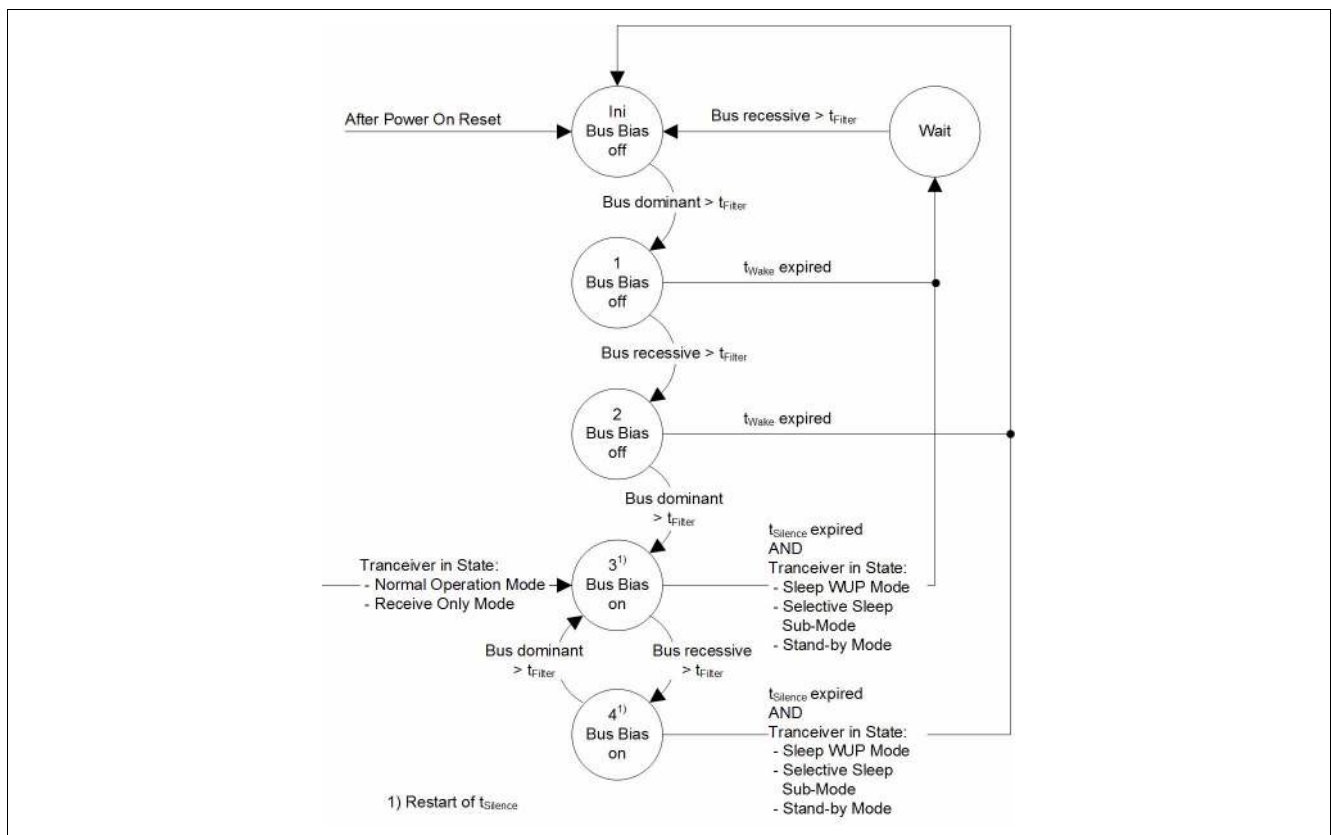 Ini
Bus Bias
off
After Power On Reset
Bus recessive > tFilter
Wait
Bus dominant > tFilter
1
Bus Bias
off
tWake expired
Bus recessive > tFilter
2
Bus Bias
off
tWake expired
Bus dominant
> tFilter
Tranceiver in State:
- Normal Operation Mode
- Receive Only Mode
3 1)
Bus Bias
on
tSilence expired
AND
Tranceiver in State:
- Sleep WUP Mode
- Selective Sleep
Sub-Mode
- Stand-by Mode
Bus dominant
> tFilter
Bus recessive
> tFilter
4 1)
Bus Bias
on
tSilence expired
AND
Tranceiver in State:
- Sleep WUP Mode
- Selective Sleep
Sub-Mode
- Stand-by Mode
1) Restart of tSilence